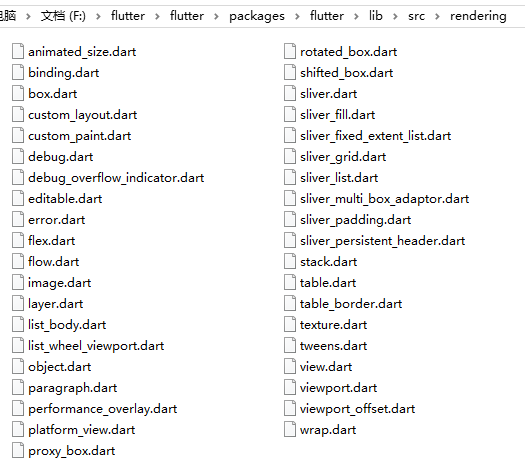 电脑 > 文档 (F:) > flutter > flutter > packages > flutter > lib > src > rendering
animated_size.dart
binding.dart
box.dart
custom_layout.dart
custom_paint.dart
debug.dart
debug_overflow_indicator.dart
editable.dart
error.dart
flex.dart
flow.dart
image.dart
layer.dart
list_body.dart
list_wheel_viewport.dart
object.dart
paragraph.dart
performance_overlay.dart
platform_view.dart
proxy_box.dart
rotated_box.dart
shifted_box.dart
sliver.dart
sliver_fill.dart
sliver_fixed_extent_list.dart
sliver_grid.dart
sliver_list.dart
sliver_multi_box_adaptor.dart
sliver_padding.dart
sliver_persistent_header.dart
stack.dart
table.dart
table_border.dart
texture.dart
tweens.dart
view.dart
viewport.dart
viewport_offset.dart
wrap.dart